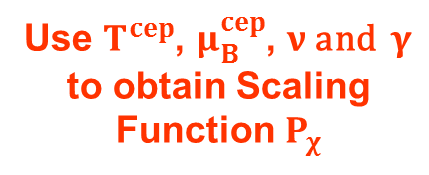 Use T^cep, μ_B^cep, ν and γ
to obtain Scaling
Function P_χ